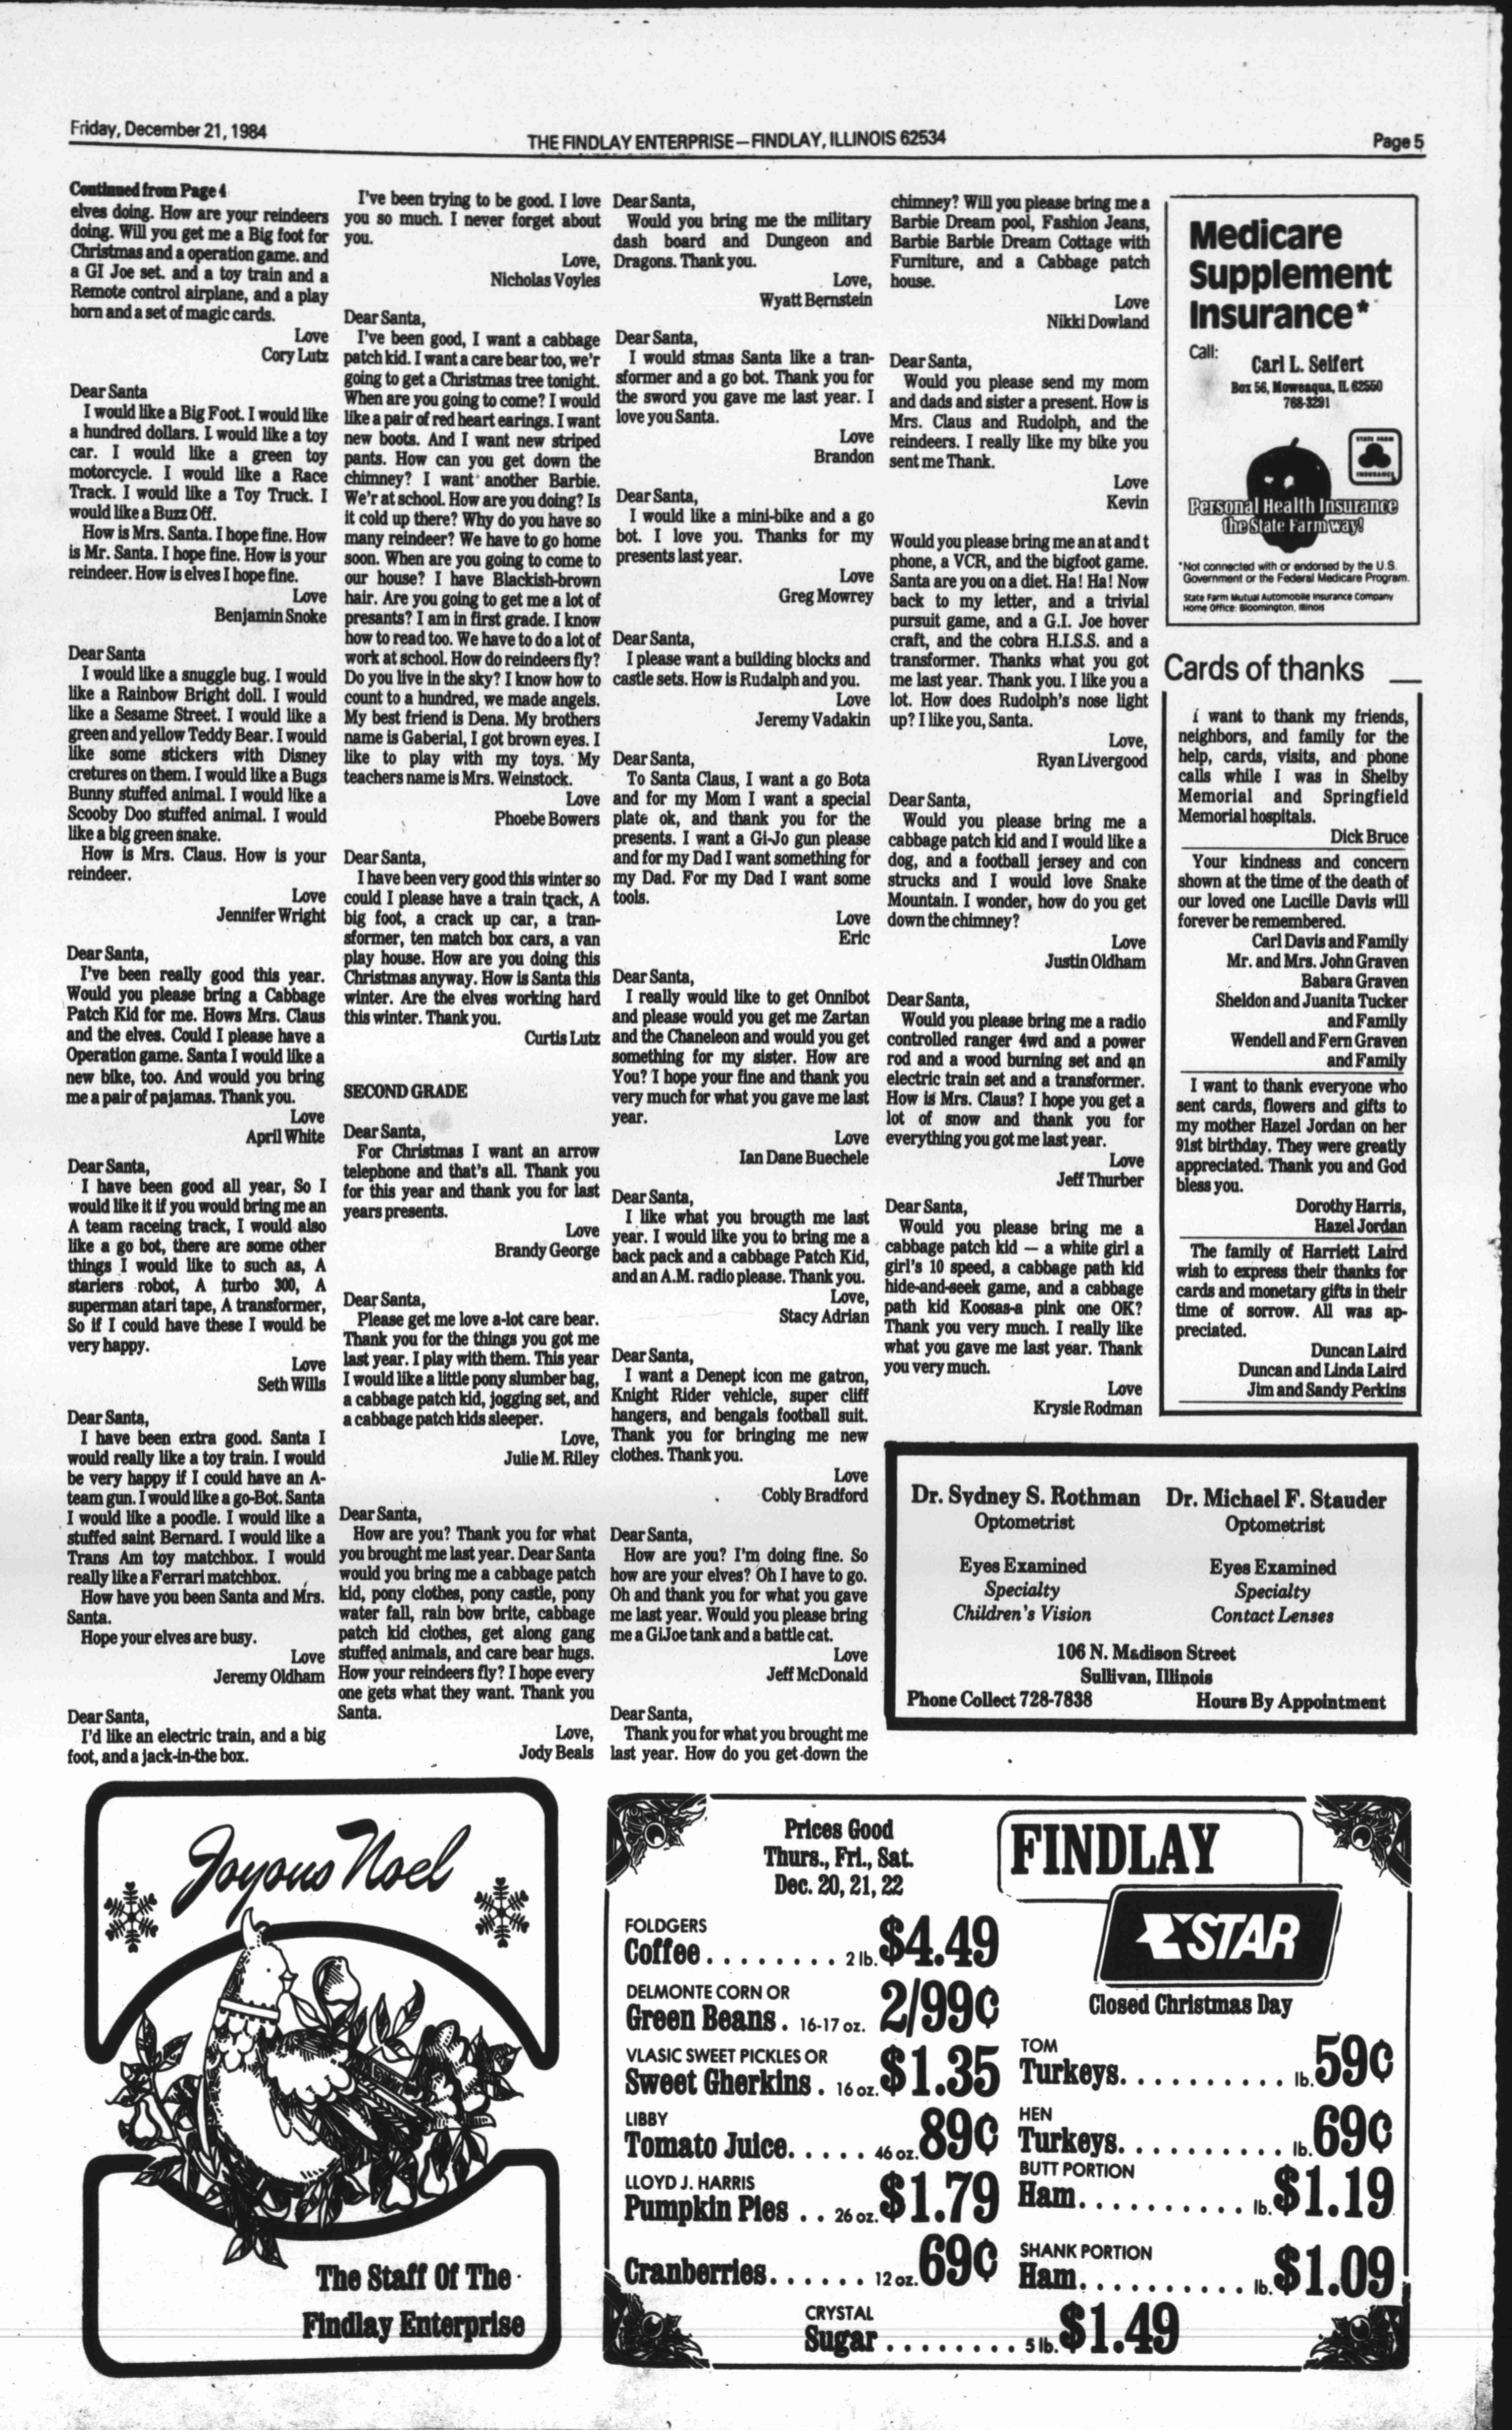 Friday, December 21, 1984
THE FINDLAY ENTERPRISE—FINDLAY, ILLINOIS 62534
Page 5
Continued from Page 4
elves doing. How are your reindeers
doing. Will you get me a Big foot for
Christmas and a operation game. and
a GI Joe set. and a toy train and a
Remote control airplane, and a play
horn and a set of magic cards.
Love
Cory Lutz
Dear Santa
I would like a Big Foot. I would like
a hundred dollars. I would like a toy
car. I would like a green toy
motorcycle. I would like a Race
Track. I would like a Toy Truck. I
would like a Buzz Off.
How is Mrs. Santa. I hope fine. How
is Mr. Santa. I hope fine. How is your
reindeer. How is elves I hope fine.
Love
Benjamin Snoke
Dear Santa
I would like a snuggle bug. I would
like a Rainbow Bright doll. I would
like a Sesame Street. I would like a
green and yellow Teddy Bear. I would
like some stickers with Disney
cretures on them. I would like a Bugs
Bunny stuffed animal. I would like a
Scooby Doo stuffed animal. I would
like a big green snake.
How is Mrs. Claus. How is your
reindeer.
Love
Jennifer Wright
Dear Santa,
I've been really good this year.
Would you please bring a Cabbage
Patch Kid for me. Hows Mrs. Claus
and the elves. Could I please have a
Operation game. Santa I would like a
new bike, too. And would you bring
me a pair of pajamas. Thank you.
Love
April White
Dear Santa,
I have been good all year, So I
would like it if you would bring me an
A team raceing track, I would also
like a go bot, there are some other
things I would like to such as, A
stariers robot, A turbo 300, A
superman atari tape, A transformer,
So if I could have these I would be
very happy.
Love
Seth Wills
Dear Santa,
I have been extra good. Santa I
would really like a toy train. I would
be very happy if I could have an A-
team gun. I would like a go-Bot. Santa
I would like a poodle. I would like a
stuffed saint Bernard. I would like a
Trans Am toy matchbox. I would
really like a Ferrari matchbox.
How have you been Santa and Mrs.
Santa.
Hope your elves are busy.
Love
Jeremy Oldham
Dear Santa,
I'd like an electric train, and a big
foot, and a jack-in-the box.
I've been trying to be good. I love
you so much. I never forget about
you.
Love,
Nicholas Voyles
Dear Santa,
I've been good, I want a cabbage
patch kid. I want a care bear too, we'r
going to get a Christmas tree tonight.
When are you going to come? I would
like a pair of red heart earings. I want
new boots. And I want new striped
pants. How can you get down the
chimney? I want another Barbie.
We'r at school. How are you doing? Is
it cold up there? Why do you have so
many reindeer? We have to go home
soon. When are you going to come to
our house? I have Blackish-brown
hair. Are you going to get me a lot of
presants? I am in first grade. I know
how to read too. We have to do a lot of
work at school. How do reindeers fly?
Do you live in the sky? I know how to
count to a hundred, we made angels.
My best friend is Dena. My brothers
name is Gaberial, I got brown eyes. I
like to play with my toys. My
teachers name is Mrs. Weinstock.
Love
Phoebe Bowers
Dear Santa,
I have been very good this winter so
could I please have a train track, A
big foot, a crack up car, a tran-
sformer, ten match box cars, a van
play house. How are you doing this
Christmas anyway. How is Santa this
winter. Are the elves working hard
this winter. Thank you.
Curtis Lutz
SECOND GRADE
Dear Santa,
For Christmas I want an arrow
telephone and that's all. Thank you
for this year and thank you for last
years presents.
Love
Brandy George
Dear Santa,
Please get me love a-lot care bear.
Thank you for the things you got me
last year. I play with them. This year
I would like a little pony slumber bag,
a cabbage patch kid, jogging set, and
a cabbage patch kids sleeper.
Love,
Julie M. Riley
Dear Santa,
How are you? Thank you for what
you brought me last year. Dear Santa
would you bring me a cabbage patch
kid, pony clothes, pony castle, pony
water fall, rain bow brite, cabbage
patch kid clothes, get along gang
stuffed animals, and care bear hugs.
How your reindeers fly? I hope every
one gets what they want. Thank you
Santa.
Love,
Jody Beals
Dear Santa,
Would you bring me the military
dash board and Dungeon and
Dragons. Thank you.
Love,
Wyatt Bernstein
Dear Santa,
I would stmas Santa like a tran-
sformer and a go bot. Thank you for
the sword you gave me last year. I
love you Santa.
Love
Brandon
Dear Santa,
I would like a mini-bike and a go
bot. I love you. Thanks for my
presents last year.
Love
Greg Mowrey
Dear Santa,
I please want a building blocks and
castle sets. How is Rudalph and you.
Love
Jeremy Vadakin
Dear Santa,
To Santa Claus, I want a go Bota
and for my Mom I want a special
plate ok, and thank you for the
presents. I want a Gi-Jo gun please
and for my Dad I want something for
my Dad. For my Dad I want some
tools.
Love
Eric
Dear Santa,
I really would like to get Onnibot
and please would you get me Zartan
and the Chaneleon and would you get
something for my sister. How are
You? I hope your fine and thank you
very much for what you gave me last
year.
Love
Ian Dane Buechele
Dear Santa,
I like what you brougth me last
year. I would like you to bring me a
back pack and a cabbage Patch Kid,
and an A.M. radio please. Thank you.
Love,
Stacy Adrian
Dear Santa,
I want a Denept icon me gatron,
Knight Rider vehicle, super cliff
hangers, and bengals football suit.
Thank you for bringing me new
clothes. Thank you.
Love
Cobly Bradford
Dear Santa,
How are you? I'm doing fine. So
how are your elves? Oh I have to go.
Oh and thank you for what you gave
me last year. Would you please bring
me a GiJoe tank and a battle cat.
Love
Jeff McDonald
Dear Santa,
Thank you for what you brought me
last year. How do you get down the
chimney? Will you please bring me a
Barbie Dream pool, Fashion Jeans,
Barbie Barbie Dream Cottage with
Furniture, and a Cabbage patch
house.
Love
Nikki Dowland
Dear Santa,
Would you please send my mom
and dads and sister a present. How is
Mrs. Claus and Rudolph, and the
reindeers. I really like my bike you
sent me Thank.
Love
Kevin
Would you please bring me an at and t
phone, a VCR, and the bigfoot game.
Santa are you on a diet. Ha! Ha! Now
back to my letter, and a trivial
pursuit game, and a G.I. Joe hover
craft, and the cobra H.I.S.S. and a
transformer. Thanks what you got
me last year. Thank you. I like you a
lot. How does Rudolph's nose light
up? I like you, Santa.
Love,
Ryan Livergood
Dear Santa,
Would you please bring me a
cabbage patch kid and I would like a
dog, and a football jersey and con
strucks and I would love Snake
Mountain. I wonder, how do you get
down the chimney?
Love
Justin Oldham
Dear Santa,
Would you please bring me a radio
controlled ranger 4wd and a power
rod and a wood burning set and an
electric train set and a transformer.
How is Mrs. Claus? I hope you get a
lot of snow and thank you for
everything you got me last year.
Love
Jeff Thurber
Dear Santa,
Would you please bring me a
cabbage patch kid — a white girl a
girl's 10 speed, a cabbage path kid
hide-and-seek game, and a cabbage
path kid Koosas-a pink one OK?
Thank you very much. I really like
what you gave me last year. Thank
you very much.
Love
Krysie Rodman
Medicare
Supplement
Insurance*
Call:
Carl L. Seifert
Box 56, Moweaqua, IL 62550
768-3291
STATE FARM
INSURANCE
Personal Health Insurance
the State Farm way!
*Not connected with or endorsed by the U.S.
Government or the Federal Medicare Program.
State Farm Mutual Automobile Insurance Company
Home Office: Bloomington, Illinois
Cards of thanks
I want to thank my friends,
neighbors, and family for the
help, cards, visits, and phone
calls while I was in Shelby
Memorial and Springfield
Memorial hospitals.
Dick Bruce
Your kindness and concern
shown at the time of the death of
our loved one Lucille Davis will
forever be remembered.
Carl Davis and Family
Mr. and Mrs. John Graven
Babara Graven
Sheldon and Juanita Tucker
and Family
Wendell and Fern Graven
and Family
I want to thank everyone who
sent cards, flowers and gifts to
my mother Hazel Jordan on her
91st birthday. They were greatly
appreciated. Thank you and God
bless you.
Dorothy Harris,
Hazel Jordan
The family of Harriett Laird
wish to express their thanks for
cards and monetary gifts in their
time of sorrow. All was ap-
preciated.
Duncan Laird
Duncan and Linda Laird
Jim and Sandy Perkins
Dr. Sydney S. Rothman
Optometrist
Eyes Examined
Specialty
Children's Vision
Dr. Michael F. Stauder
Optometrist
Eyes Examined
Specialty
Contact Lenses
106 N. Madison Street
Sullivan, Illinois
Phone Collect 728-7838
Hours By Appointment
Joyous Noel
The Staff Of The
Findlay Enterprise
Prices Good
Thurs., Fri., Sat.
Dec. 20, 21, 22
FINDLAY
STAR
Closed Christmas Day
FOLDGERS
Coffee........ 2 lb. $4.49
DELMONTE CORN OR
Green Beans . 16-17 oz. 2/99¢
VLASIC SWEET PICKLES OR
Sweet Gherkins . 16 oz. $1.35
LIBBY
Tomato Juice..... 46 oz. 89¢
LLOYD J. HARRIS
Pumpkin Pies .. 26 oz. $1.79
Cranberries...... 12 oz. 69¢
TOM
Turkeys.......... lb. 59¢
HEN
Turkeys.......... lb. 69¢
BUTT PORTION
Ham.......... lb. $1.19
SHANK PORTION
Ham.......... lb. $1.09
CRYSTAL
Sugar........ 5 lb. $1.49